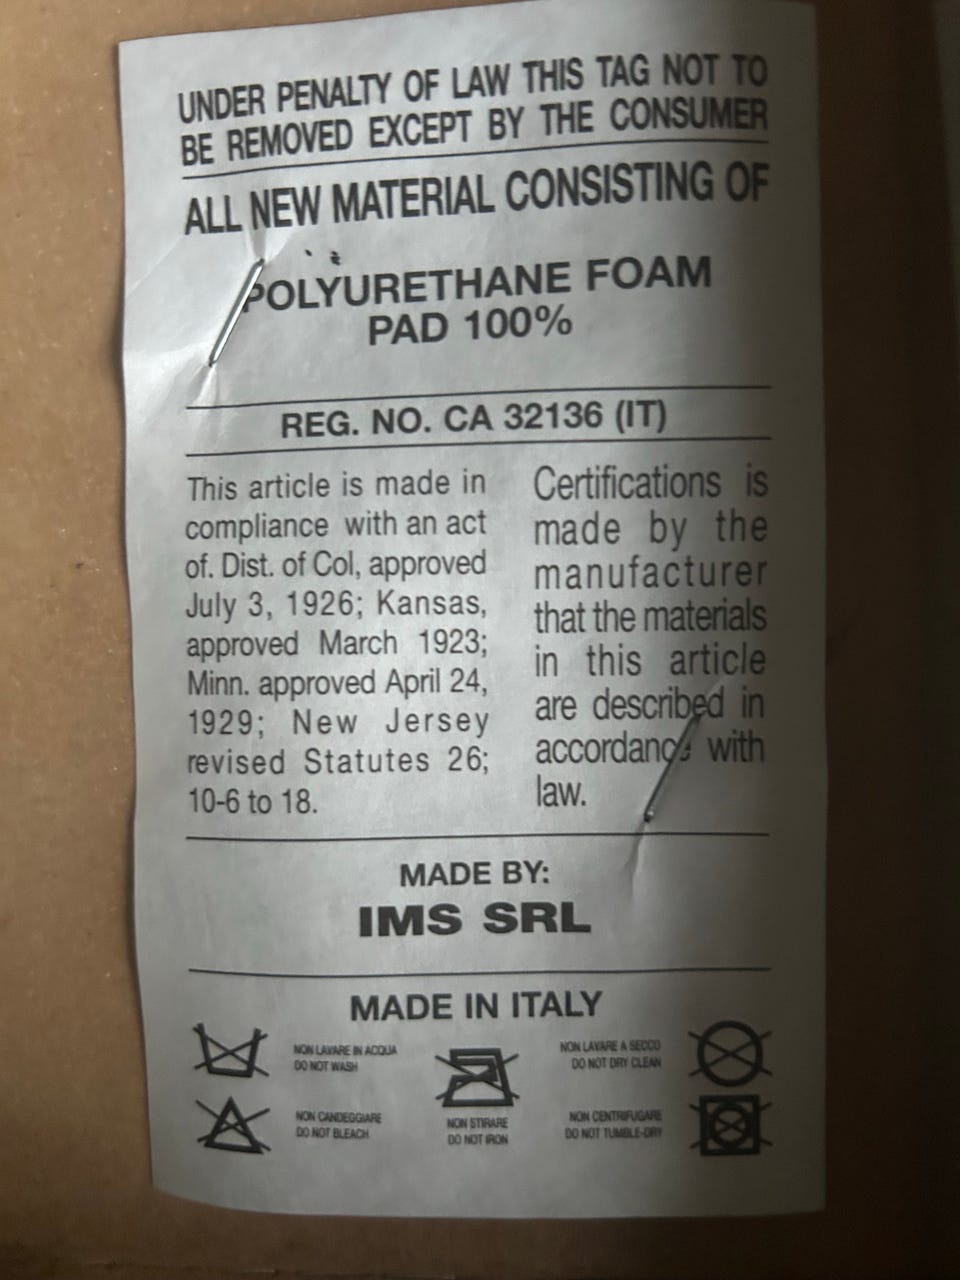 UNDER PENALTY OF LAW THIS TAG NOT TO
BE REMOVED EXCEPT BY THE CONSUMER
ALL NEW MATERIAL CONSISTING OF
POLYURETHANE FOAM
PAD 100%
REG. NO. CA 32136 (IT)
This article is made in
compliance with an act
of. Dist. of Col, approved
July 3, 1926; Kansas,
approved March 1923;
Minn. approved April 24,
1929; New Jersey
revised Statutes 26;
10-6 to 18.
Certifications is
made by the
manufacturer
that the materials
in this article
are described in
accordance with
law.
MADE BY:
IMS SRL
MADE IN ITALY
NON LAVARE IN ACQUA
DO NOT WASH
NON CANDEGGIARE
DO NOT BLEACH
NON STIRARE
DO NOT IRON
NON LAVARE A SECCO
DO NOT DRY CLEAN
NON CENTRIFUGARE
DO NOT TUMBLE-DRY